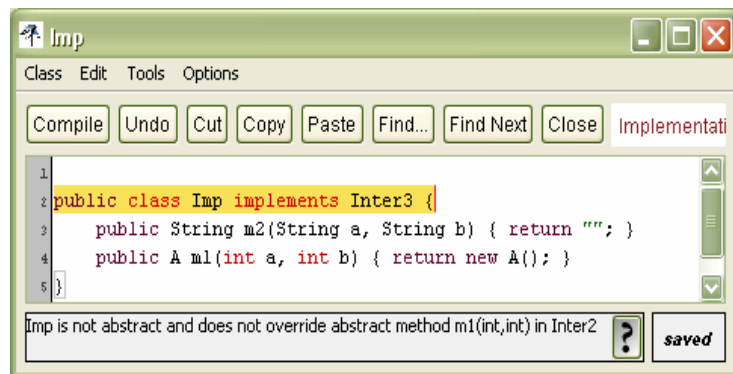 Imp
Class Edit Tools Options
Compile Undo Cut Copy Paste Find... Find Next Close Implementati
1
2 public class Imp implements Inter3 {
3 public String m2(String a, String b) { return ""; }
4 public A m1(int a, int b) { return new A(); }
5 }
Imp is not abstract and does not override abstract method m1(int,int) in Inter2 ? saved